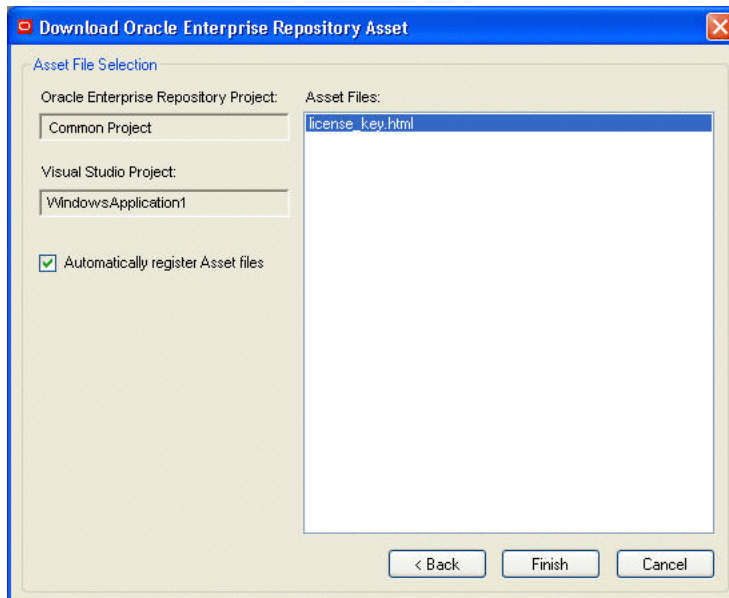 Download Oracle Enterprise Repository Asset
Asset File Selection
Oracle Enterprise Repository Project:
Common Project
Visual Studio Project:
WindowsApplication1
Automatically register Asset files
Asset Files:
license_key.html
< Back
Finish
Cancel